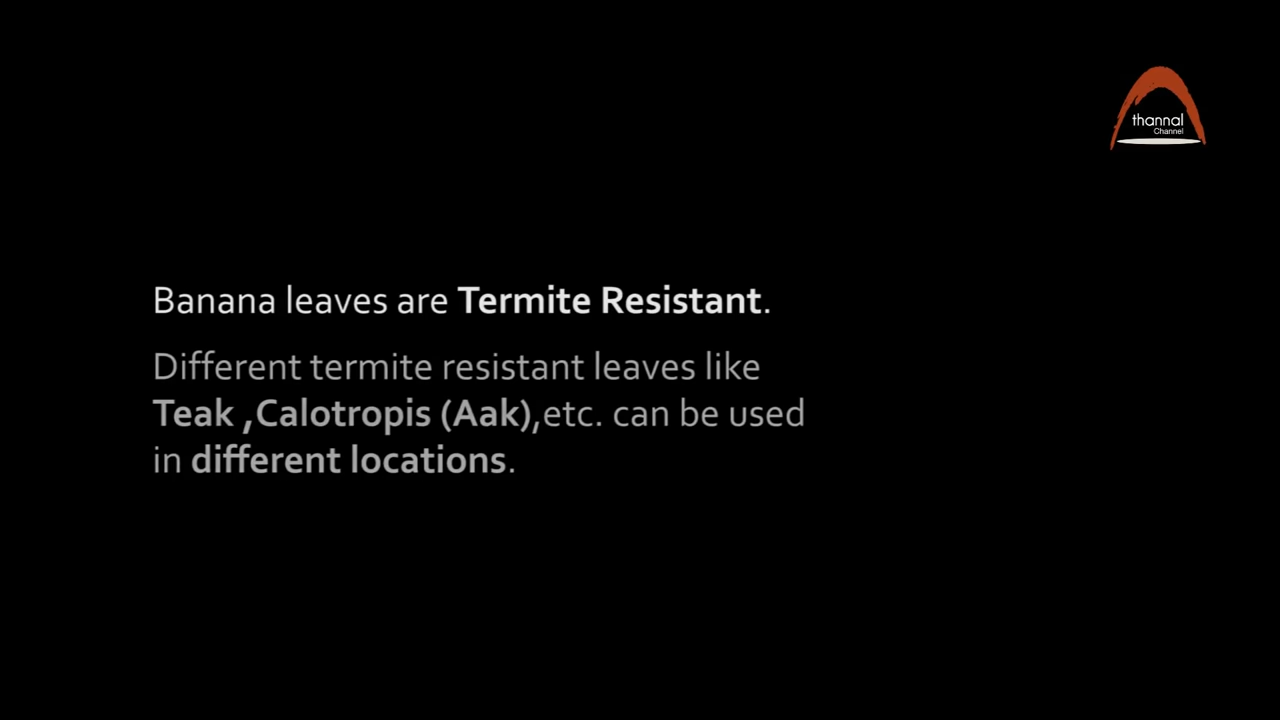 thannal
Channel
Banana leaves are Termite Resistant.
Different termite resistant leaves like
Teak ,Calotropis (Aak),etc. can be used
in different locations.